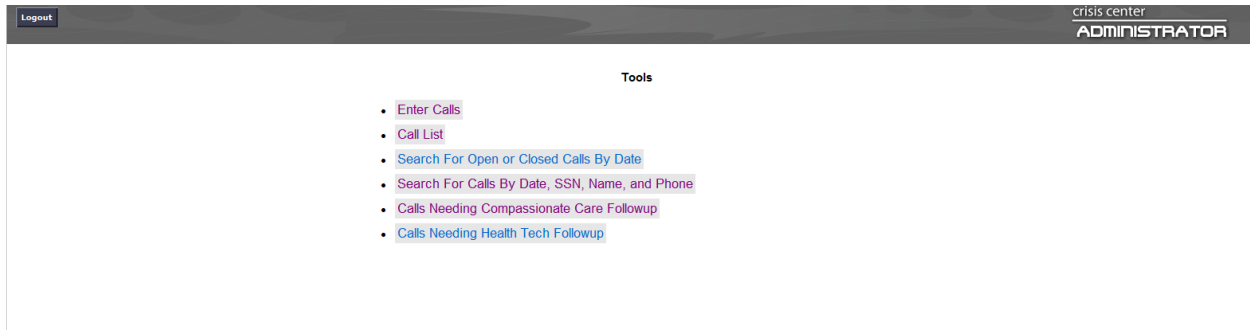 Logout
crisis center
ADMINISTRATOR
Tools
Enter Calls
Call List
Search For Open or Closed Calls By Date
Search For Calls By Date, SSN, Name, and Phone
Calls Needing Compassionate Care Followup
Calls Needing Health Tech Followup